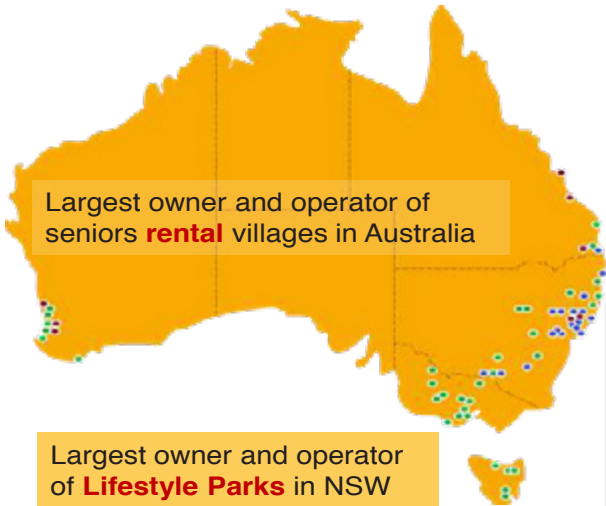 Largest owner and operator of
seniors rental villages in Australia
Largest owner and operator
of Lifestyle Parks in NSW